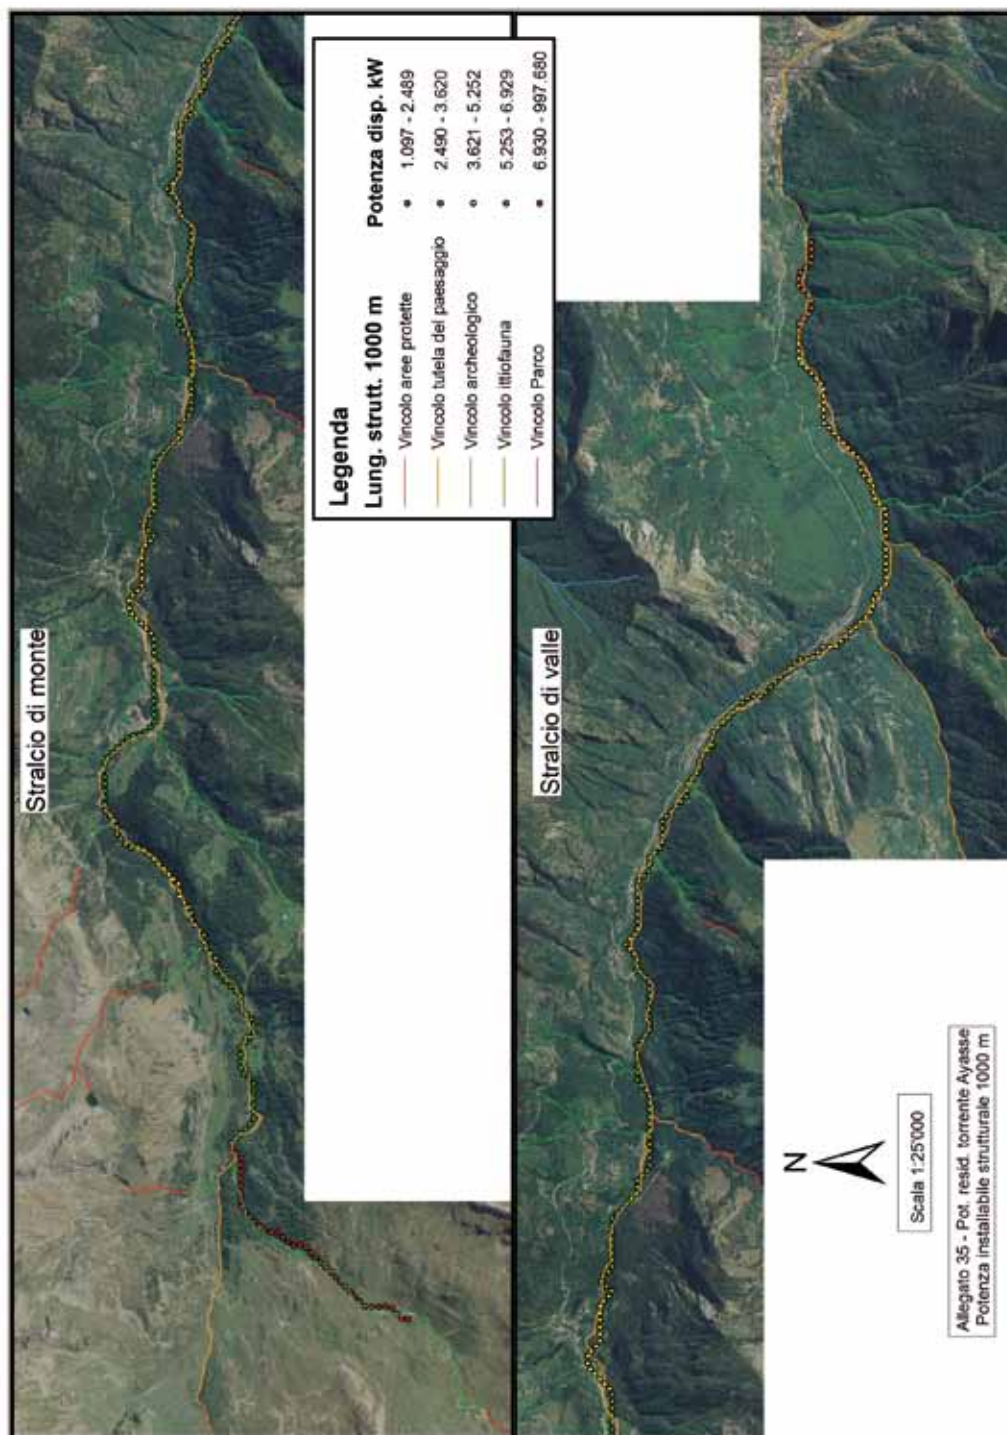 Stralcio di monte
Legenda
Lung. strutt. 1000 m
Potenza disp. kW
Vincolo aree protette
1.097 - 2.489
Vincolo tutela del paesaggio
2.490 - 3.620
Vincolo archeologico
3.621 - 5.252
Vincolo ittiofauna
5.253 - 6.929
Vincolo Parco
6.930 - 997.680
Stralcio di valle
N
Scala 1:25'000
Allegato 35 - Pot. resid. torrente Ayasse
Potenza installabile strutturale 1000 m